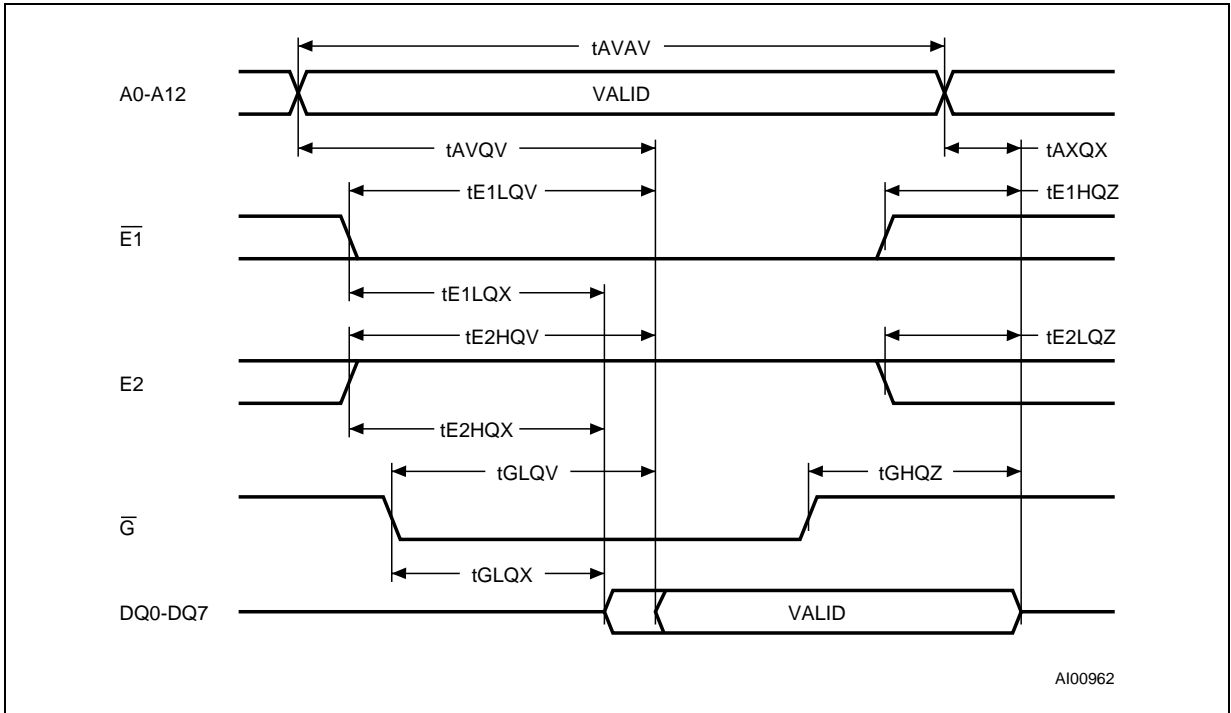 tAVAV
A0-A12 VALID
tAVQV tAXQX
tE1LQV tE1HQZ
E1
tE1LQX
tE2HQV tE2LQZ
E2
tE2HQX
tGLQV tGHQZ
G
tGLQX
DQ0-DQ7 VALID
AI00962